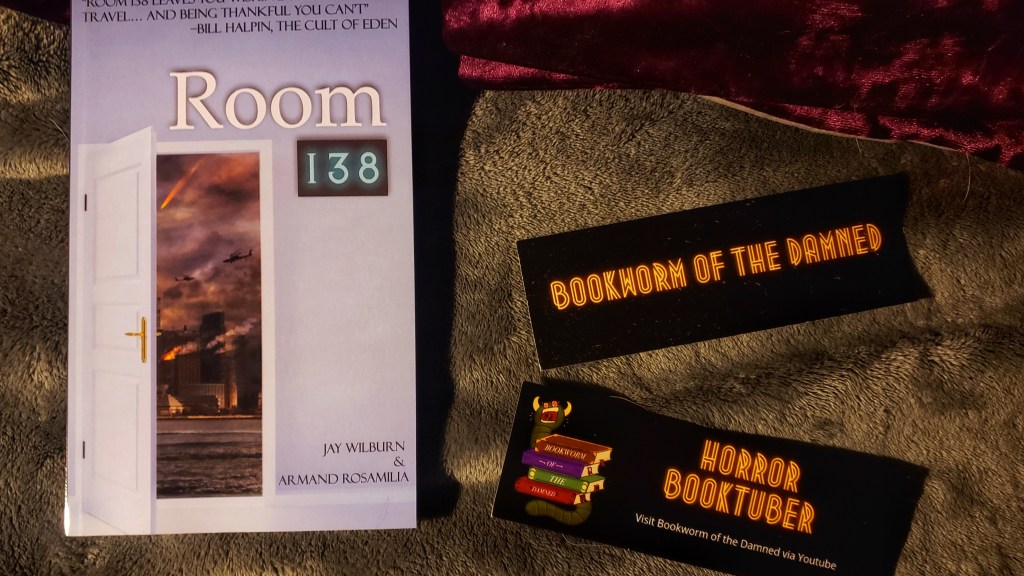 "ROOM 138 LEAVES YOU
TRAVEL.... AND BEING THANKFUL YOU CAN'T"
–BILL HALPIN, THE CULT OF EDEN
Room
138
JAY WILBURN
&
ARMAND ROSAMILIA
BOOKWORM OF THE DAMNED
BOOKWORM
OF
THE
DAMNED
HORROR
BOOKTUBER
Visit Bookworm of the Damned via Youtube